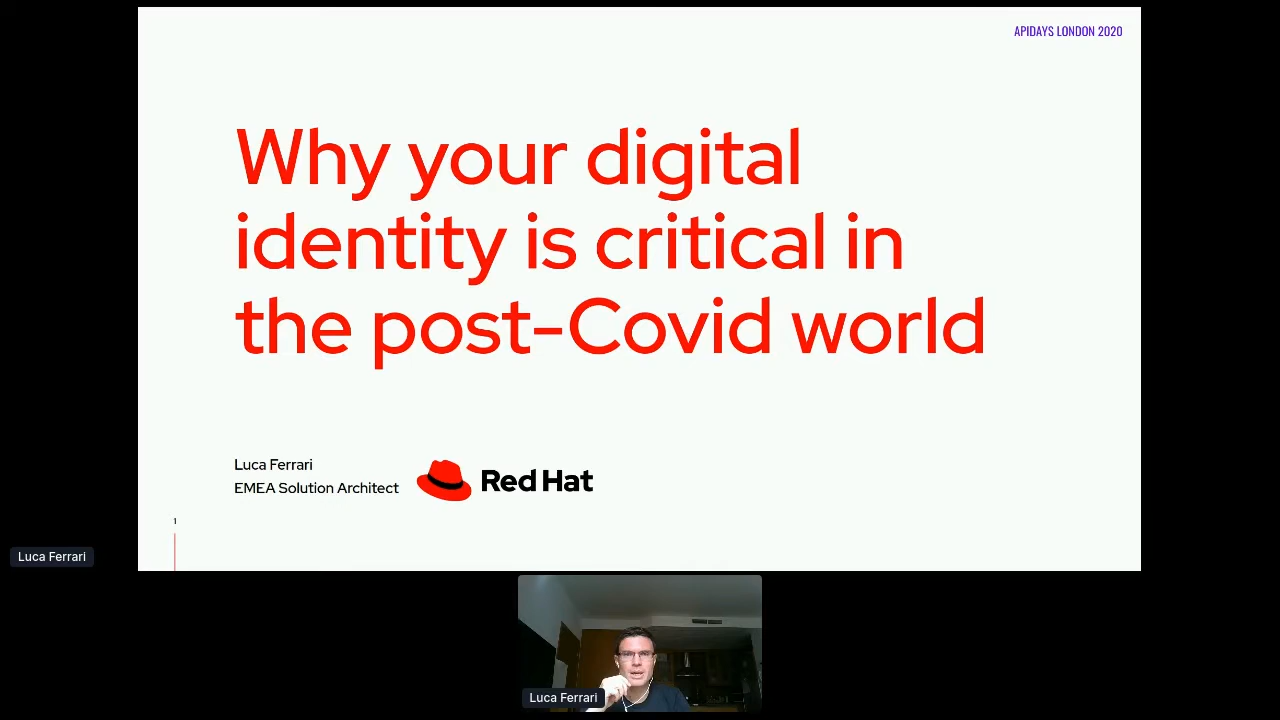 APIDAYS LONDON 2020
Why your digital
identity is critical in
the post-Covid world
Luca Ferrari
EMEA Solution Architect
Red Hat
1
Luca Ferrari
Luca Ferrari